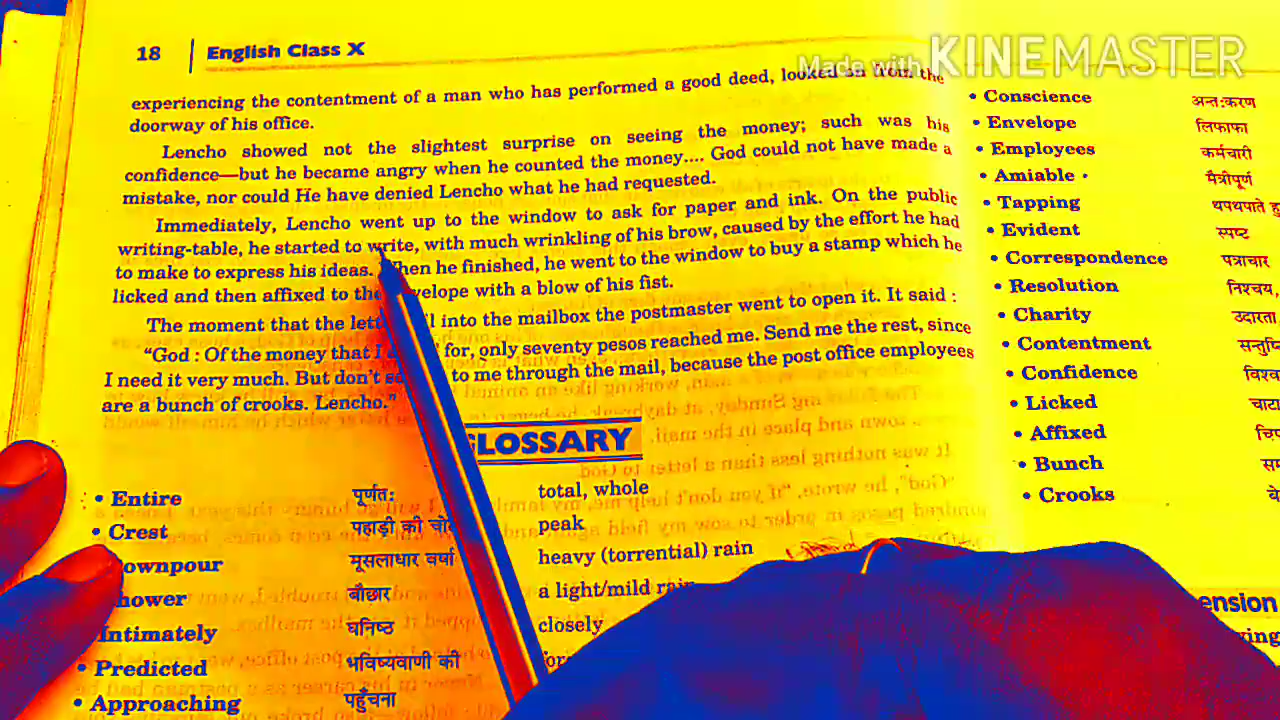 18 | English Class X
Made with KINEMASTER
experiencing the contentment of a man who has performed a good deed, looked on from the
doorway of his office.
Lencho showed not the slightest surprise on seeing the money; such was his
confidence—but he became angry when he counted the money.... God could not have made a
mistake, nor could He have denied Lencho what he had requested.
Immediately, Lencho went up to the window to ask for paper and ink. On the public
writing-table, he started to write, with much wrinkling of his brow, caused by the effort he had
to make to express his ideas. When he finished, he went to the window to buy a stamp which he
licked and then affixed to the envelope with a blow of his fist.
The moment that the into the mailbox the postmaster went to open it. It said :
"God : Of the money that I for, only seventy pesos reached me. Send me the rest, since
I need it very much. But don't to me through the mail, because the post office employees
are a bunch of crooks. Lencho."
GLOSSARY
• Entire पूर्णत: total, whole
• Crest पहाड़ी की peak
ownpour मूसलाधार वर्षा heavy (torrential) rain
hower बौछार a light/mild rain
Intimately घनिष्ठ closely
• Predicted भविष्यवाणी की
• Approaching पहुँचना
• Conscience अन्त:करण
• Envelope लिफाफा
• Employees कर्मचारी
• Amiable • मैत्रीपूर्ण
• Tapping थपथपाते
• Evident स्पष्ट
• Correspondence पत्राचार
• Resolution निश्चय,
• Charity उदारता
• Contentment
• Confidence
• Licked
• Affixed
• Bunch
• Crooks
ension